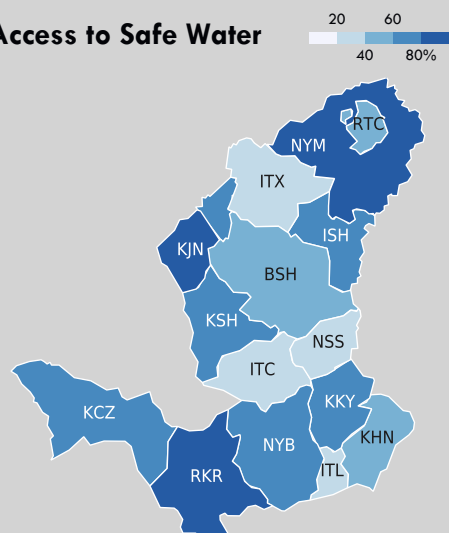 Access to Safe Water
20 60
40 80%
RTC
NYM
ITX
ISH
KJN
BSH
KSH
NSS
ITC
KKY
KCZ
KHN
NYB
ITL
RKR